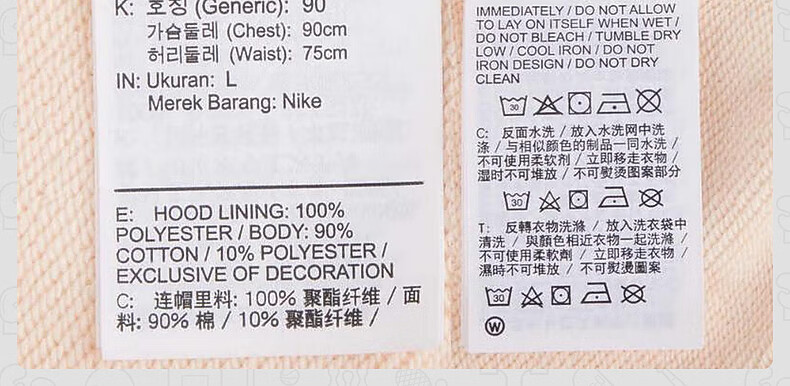 K: 호칭 (Generic): 90
가슴둘레 (Chest): 90cm
허리둘레 (Waist): 75cm
IN: Ukuran: L
Merek Barang: Nike
E: HOOD LINING: 100%
POLYESTER / BODY: 90%
COTTON / 10% POLYESTER /
EXCLUSIVE OF DECORATION
C: 连帽里料: 100% 聚酯纤维 / 面
料: 90% 棉 / 10% 聚酯纤维 /
IMMEDIATELY / DO NOT ALLOW
TO LAY ON ITSELF WHEN WET /
DO NOT BLEACH / TUMBLE DRY
LOW / COOL IRON / DO NOT
IRON DESIGN / DO NOT DRY
CLEAN
30
C: 反面水洗 / 放入水洗网中洗
涤 / 与相似颜色的制品一同水洗 /
不可使用柔软剂 / 立即移走衣物 /
湿时不可堆放 / 不可熨烫图案部分
30
T: 反轉衣物洗滌 / 放入洗衣袋中
清洗 / 與顏色相近衣物一起洗滌 /
不可使用柔軟劑 / 立即移走衣物 /
濕時不可堆放 / 不可熨燙圖案
30
W